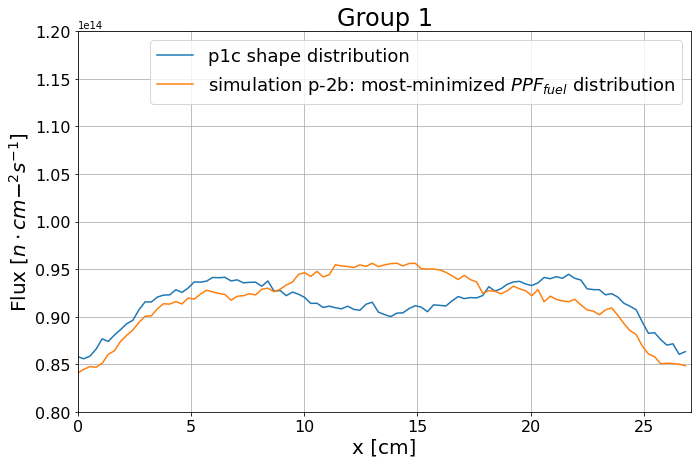 Group 1
1e14
p1c shape distribution
simulation p-2b: most-minimized PPF_fuel distribution
1.20
1.15
1.10
1.05
1.00
0.95
0.90
0.85
0.80
Flux [n · cm−²s⁻¹]
0 5 10 15 20 25
x [cm]